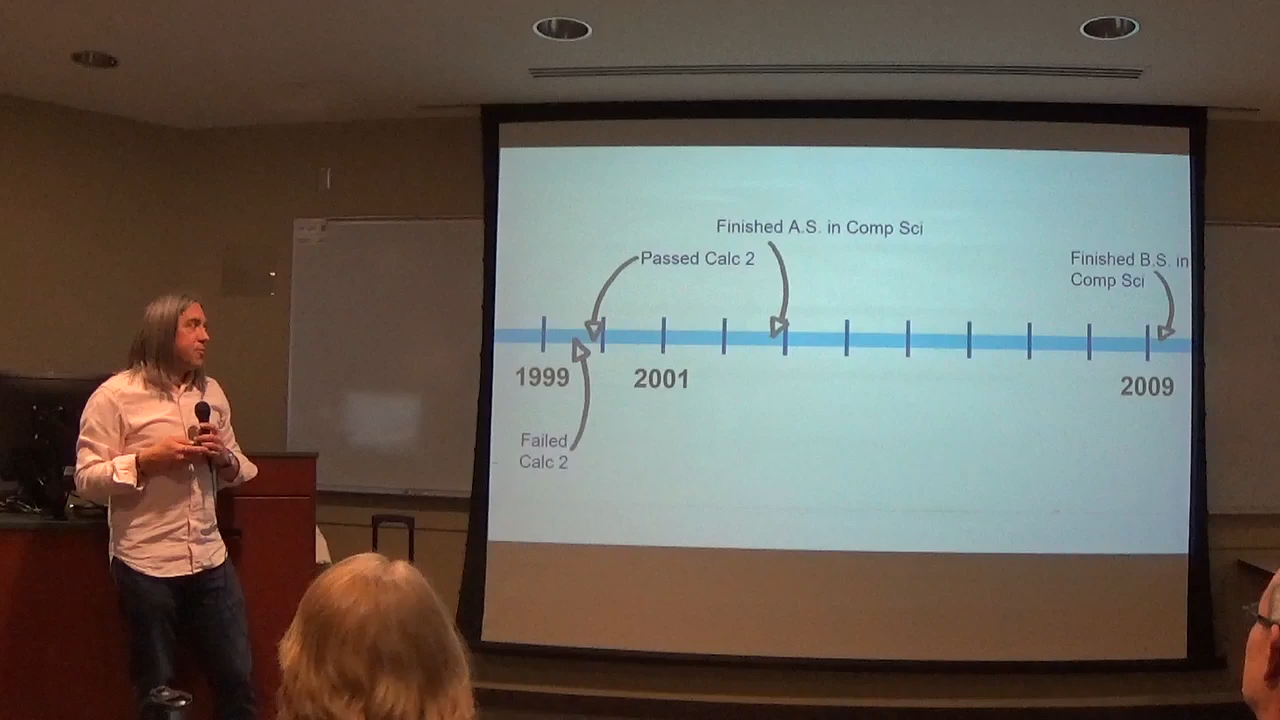 Finished A.S. in Comp Sci
Passed Calc 2
Finished B.S. in
Comp Sci
1999
2001
2009
Failed
Calc 2